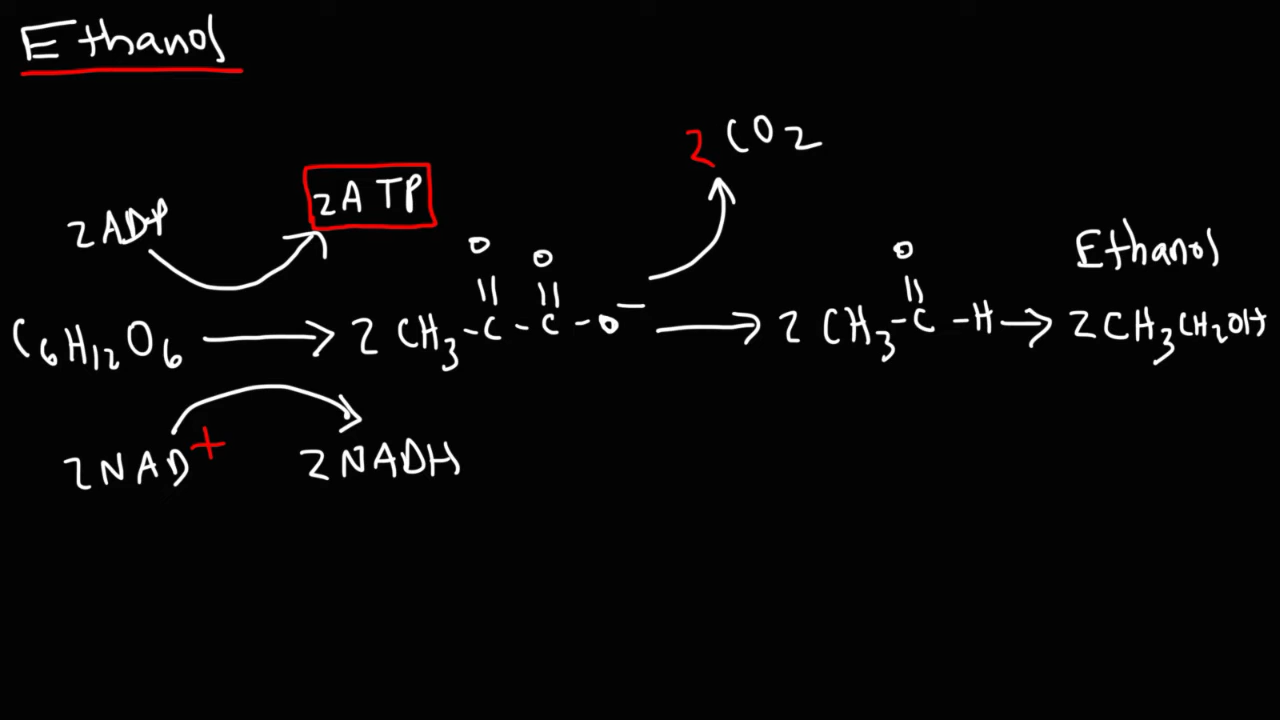 Ethanol
2 CO2
2ADP 2ATP
Ethanol
O O O
|| || ||
C6H12O6 → 2 CH3-C-C-O⁻ → 2 CH3-C-H → 2CH3CH2OH
2NAD+ 2NADH